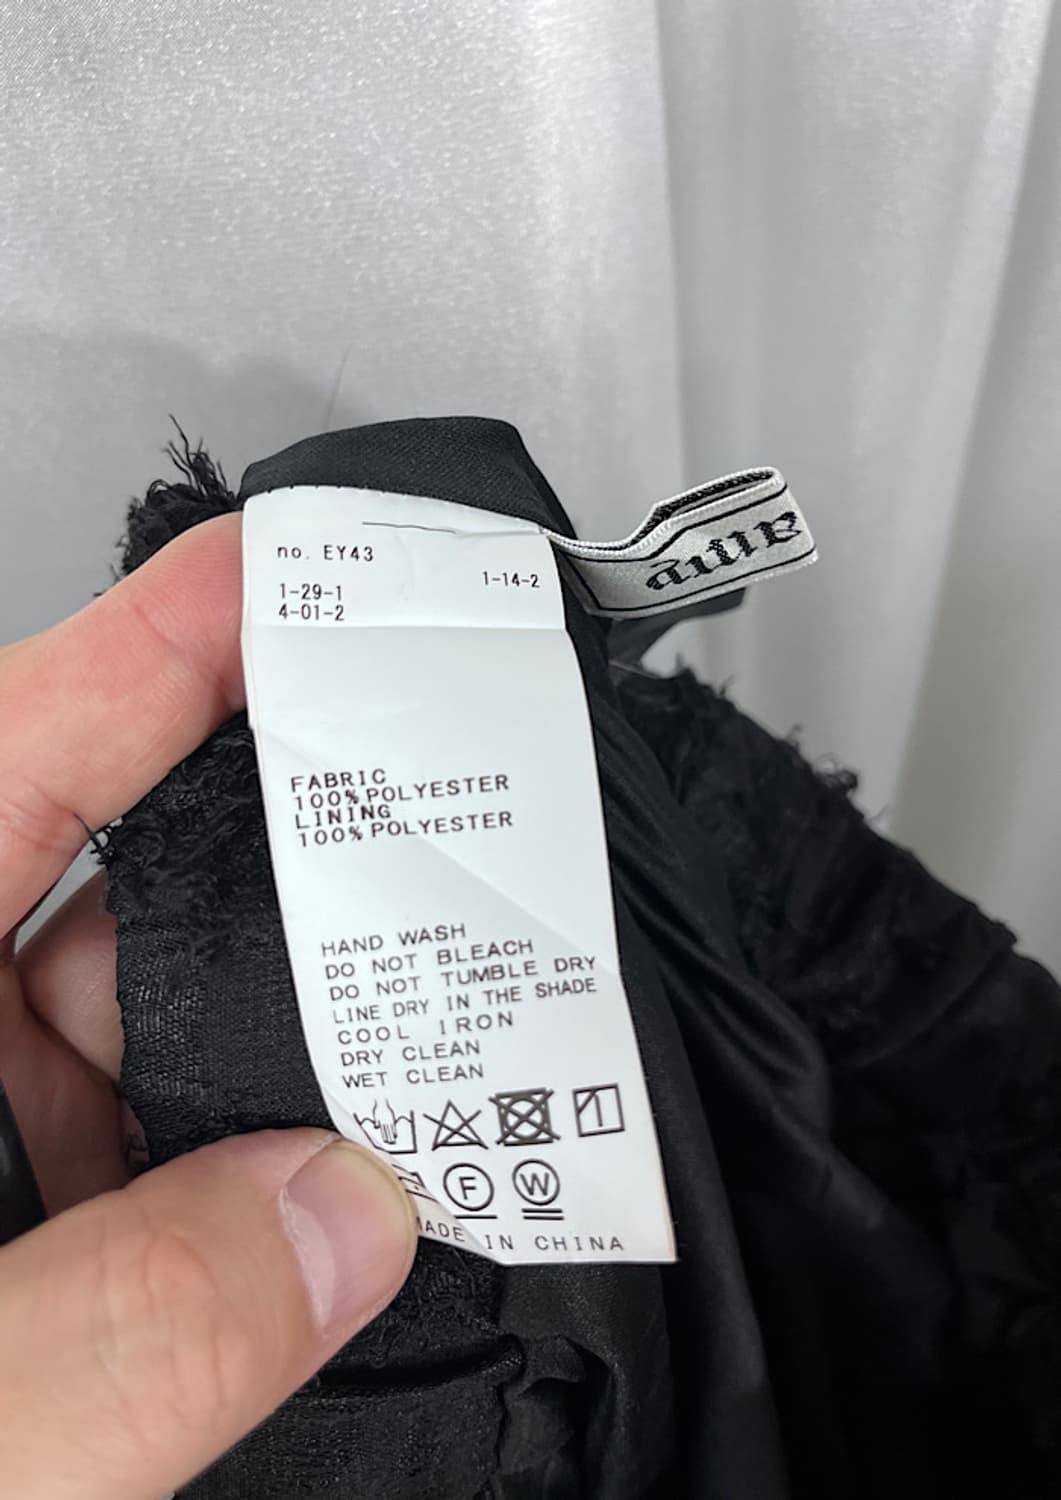 no. EY43
1-29-1 1-14-2
4-01-2
FABRIC
100% POLYESTER
LINING
100% POLYESTER
HAND WASH
DO NOT BLEACH
DO NOT TUMBLE DRY
LINE DRY IN THE SHADE
COOL IRON
DRY CLEAN
WET CLEAN
F W
MADE IN CHINA